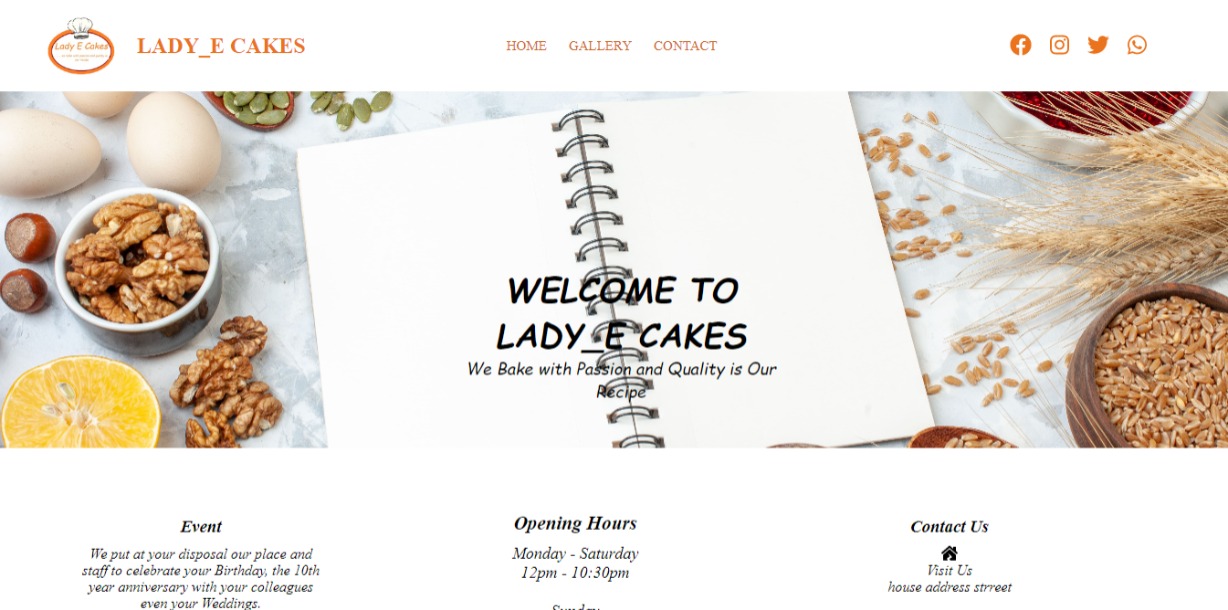 Lady E Cakes
LADY_E CAKES
HOME GALLERY CONTACT
WELCOME TO
LADY_E CAKES
We Bake with Passion and Quality is Our
Recipe
Event
We put at your disposal our place and
staff to celebrate your Birthday, the 10th
year anniversary with your colleagues
even your Weddings.
Opening Hours
Monday - Saturday
12pm - 10:30pm
Sunday
Contact Us
Visit Us
house address strreet